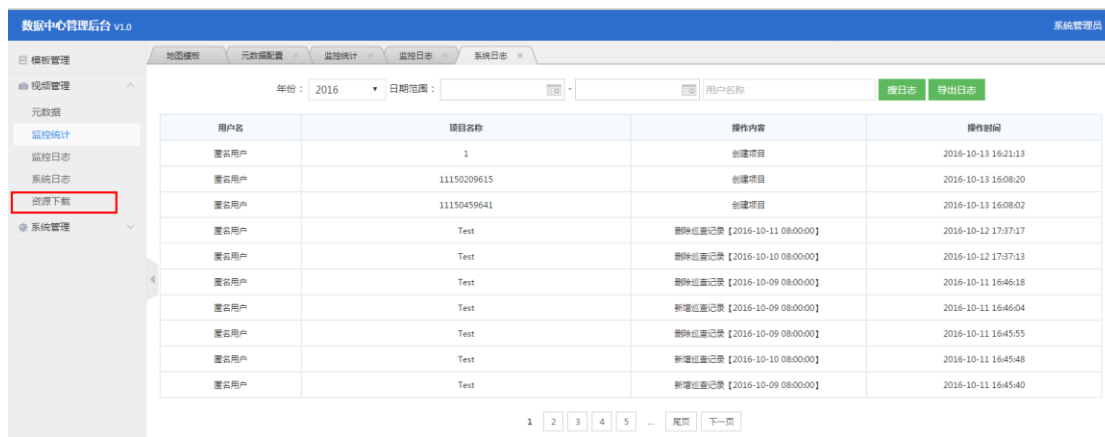 数据中心管理后台 V1.0 系统管理员
模板管理
视频管理
元数据
监控统计
监控日志
系统日志
资源下载
系统管理
地图模板 元数据配置 × 监控统计 × 监控日志 × 系统日志 ×
年份： 2016 日期范围： - 用户名称 搜日志 导出日志
用户名 项目名称 操作内容 操作时间
匿名用户 1 创建项目 2016-10-13 16:21:13
匿名用户 11150209615 创建项目 2016-10-13 16:08:20
匿名用户 11150459641 创建项目 2016-10-13 16:08:02
匿名用户 Test 删除巡查记录【2016-10-11 08:00:00】 2016-10-12 17:37:17
匿名用户 Test 删除巡查记录【2016-10-10 08:00:00】 2016-10-12 17:37:13
匿名用户 Test 删除巡查记录【2016-10-09 08:00:00】 2016-10-11 16:46:18
匿名用户 Test 新增巡查记录【2016-10-09 08:00:00】 2016-10-11 16:46:04
匿名用户 Test 删除巡查记录【2016-10-09 08:00:00】 2016-10-11 16:45:55
匿名用户 Test 新增巡查记录【2016-10-10 08:00:00】 2016-10-11 16:45:48
匿名用户 Test 新增巡查记录【2016-10-09 08:00:00】 2016-10-11 16:45:40
1 2 3 4 5 ... 尾页 下一页